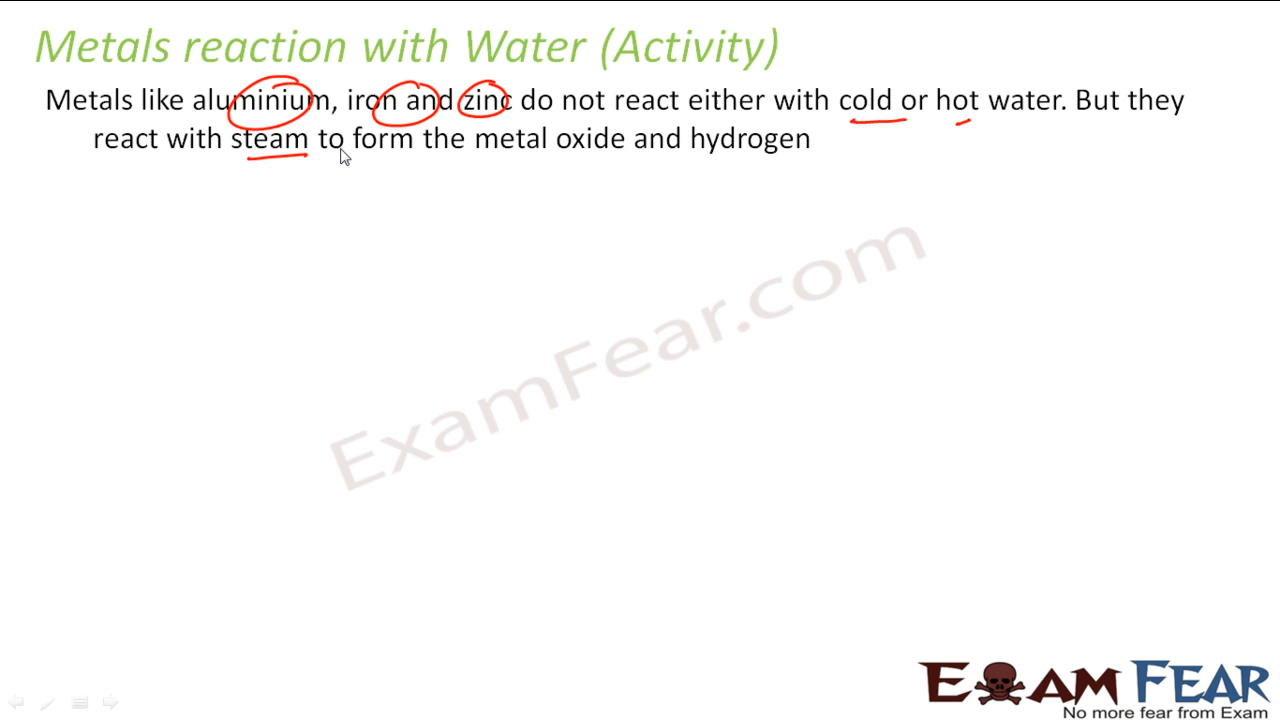 Metals reaction with Water (Activity)
Metals like aluminium, iron and zinc do not react either with cold or hot water. But they
react with steam to form the metal oxide and hydrogen
ExamFear.com
EXAM FEAR
No more fear from Exam